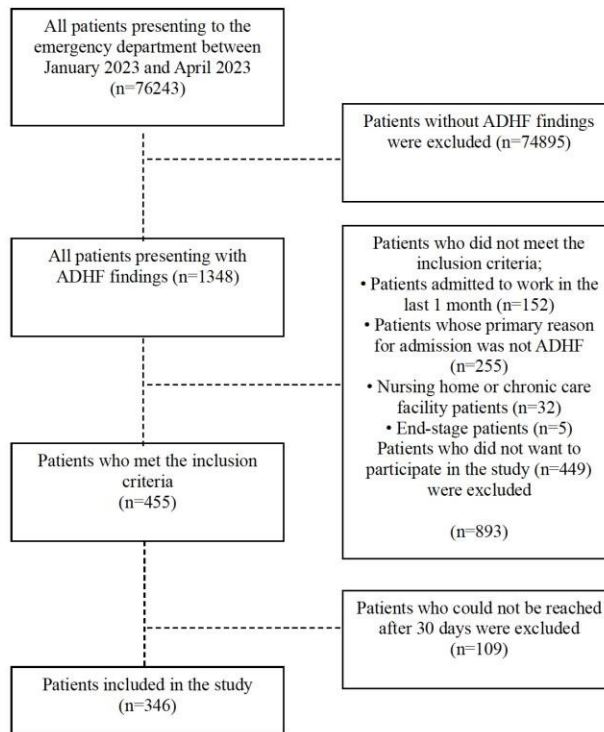 All patients presenting to the
emergency department between
January 2023 and April 2023
(n=76243)
Patients without ADHF findings
were excluded (n=74895)
All patients presenting with
ADHF findings (n=1348)
Patients who did not meet the
inclusion criteria;
• Patients admitted to work in the
last 1 month (n=152)
• Patients whose primary reason
for admission was not ADHF
(n=255)
• Nursing home or chronic care
facility patients (n=32)
• End-stage patients (n=5)
Patients who did not want to
participate in the study (n=449)
were excluded
(n=893)
Patients who met the inclusion
criteria
(n=455)
Patients who could not be reached
after 30 days were excluded
(n=109)
Patients included in the study
(n=346)